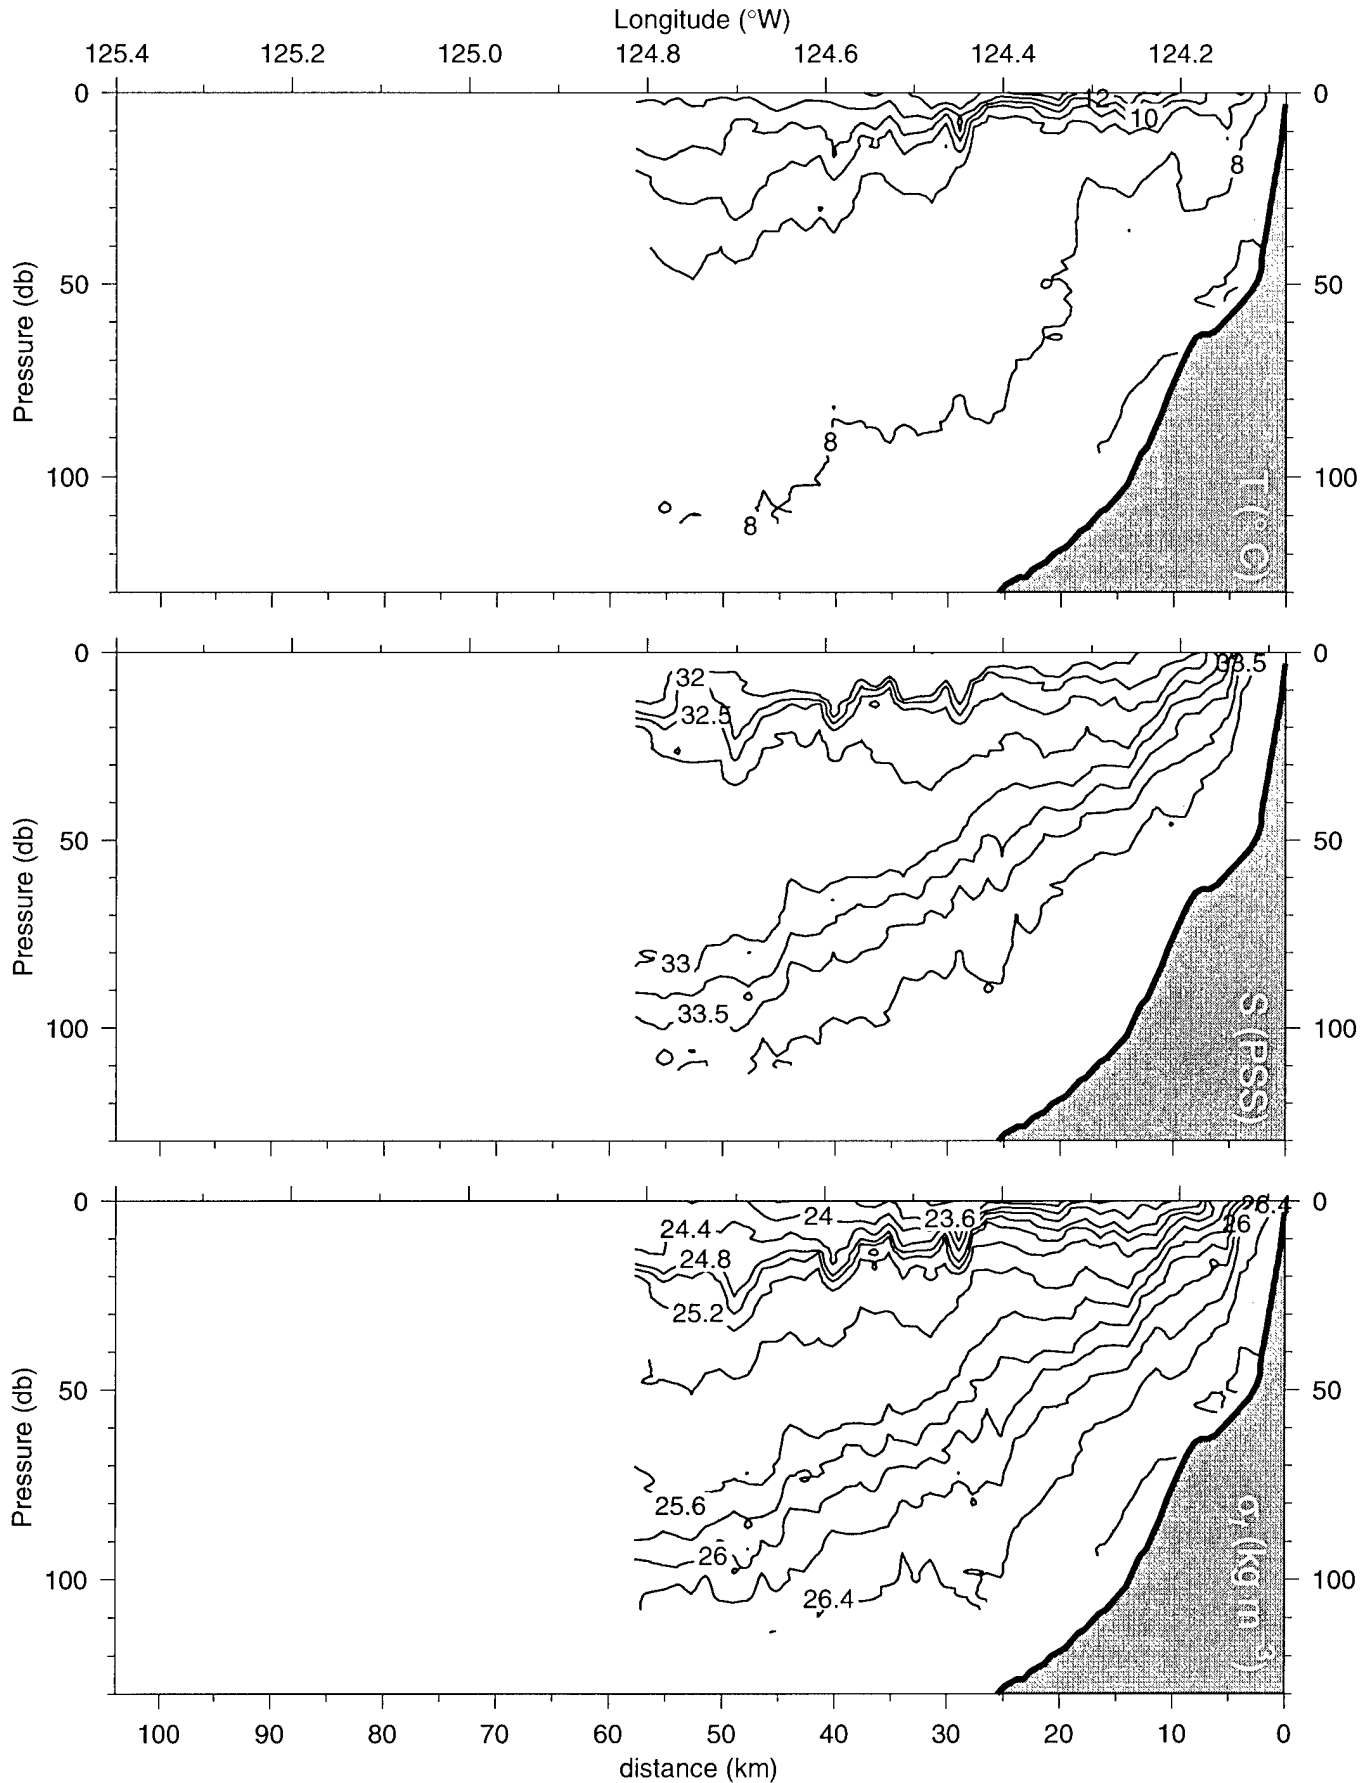 Longitude (°W)
125.4 125.2 125.0 124.8 124.6 124.4 124.2
0 12 0
10
8
50 50
8
100 100
8
Pressure (db)
T (° C)
0 33.5 0
32
32.5
50 50
33
33.5
100 100
Pressure (db)
S (PSS)
0 26.4 0
24 23.6 26
24.4
24.8
25.2
50 50
25.6
26
100 26.4 100
Pressure (db)
σt (kg m⁻³)
100 90 80 70 60 50 40 30 20 10 0
distance (km)